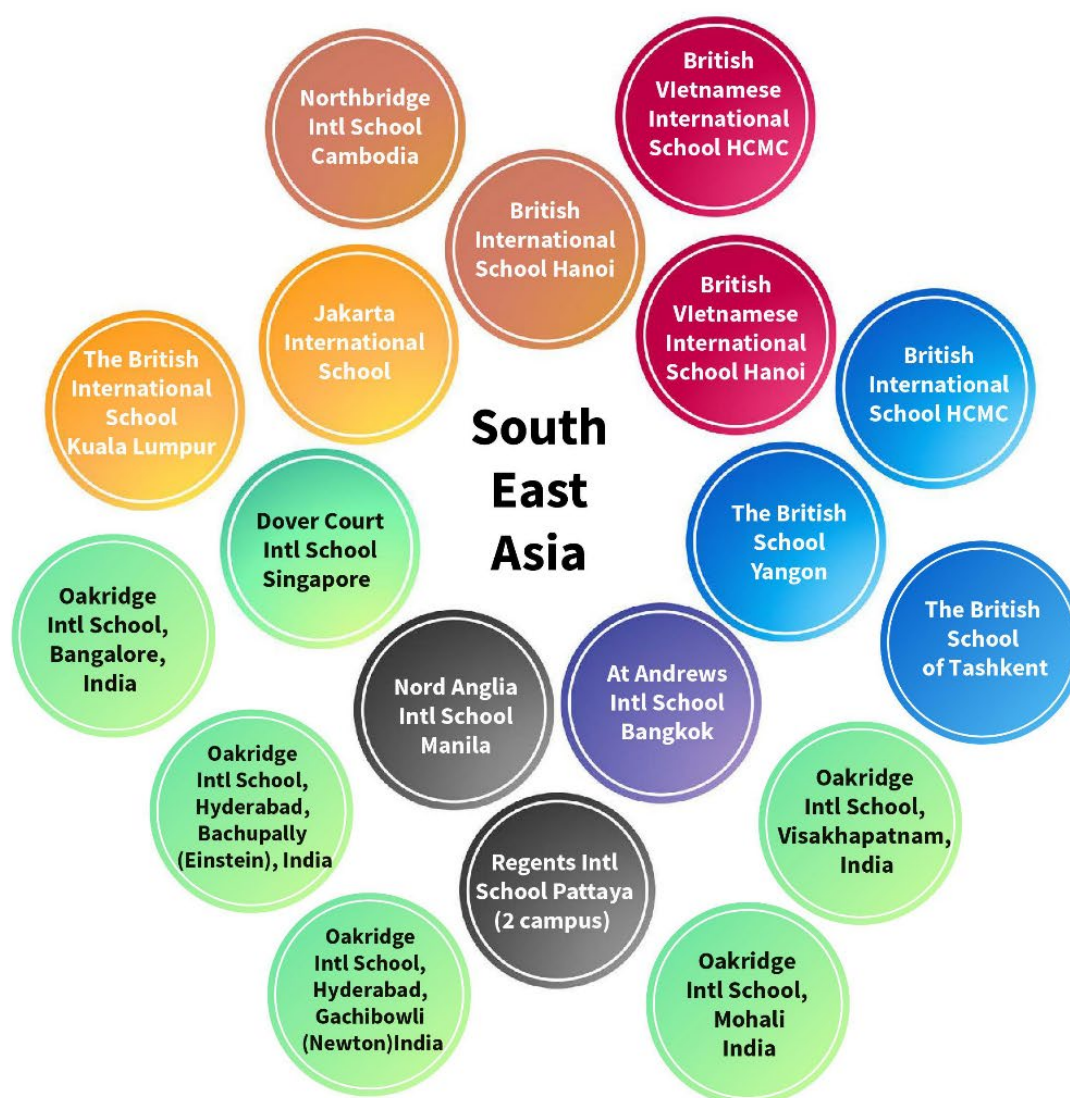 Northbridge
Intl School
Cambodia
British
VIetnamese
International
School HCMC
British
International
School Hanoi
Jakarta
International
School
British
VIetnamese
International
School Hanoi
The British
International
School
Kuala Lumpur
British
International
School HCMC
South
East
Asia
Dover Court
Intl School
Singapore
The British
School
Yangon
Oakridge
Intl School,
Bangalore,
India
The British
School
of Tashkent
Nord Anglia
Intl School
Manila
At Andrews
Intl School
Bangkok
Oakridge
Intl School,
Hyderabad,
Bachupally
(Einstein), India
Oakridge
Intl School,
Visakhapatnam,
India
Regents Intl
School Pattaya
(2 campus)
Oakridge
Intl School,
Hyderabad,
Gachibowli
(Newton)India
Oakridge
Intl School,
Mohali
India